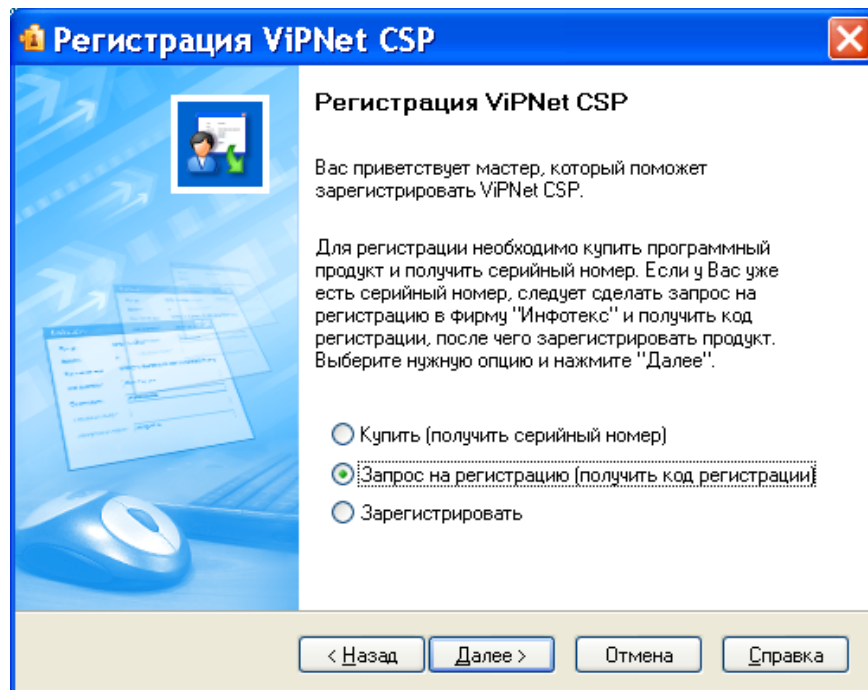 Регистрация ViPNet CSP
Регистрация ViPNet CSP
Вас приветствует мастер, который поможет
зарегистрировать ViPNet CSP.
Для регистрации необходимо купить программный
продукт и получить серийный номер. Если у Вас уже
есть серийный номер, следует сделать запрос на
регистрацию в фирму "Инфотекс" и получить код
регистрации, после чего зарегистрировать продукт.
Выберите нужную опцию и нажмите "Далее".
Купить (получить серийный номер)
Запрос на регистрацию (получить код регистрации)
Зарегистрировать
< Назад
Далее >
Отмена
Справка